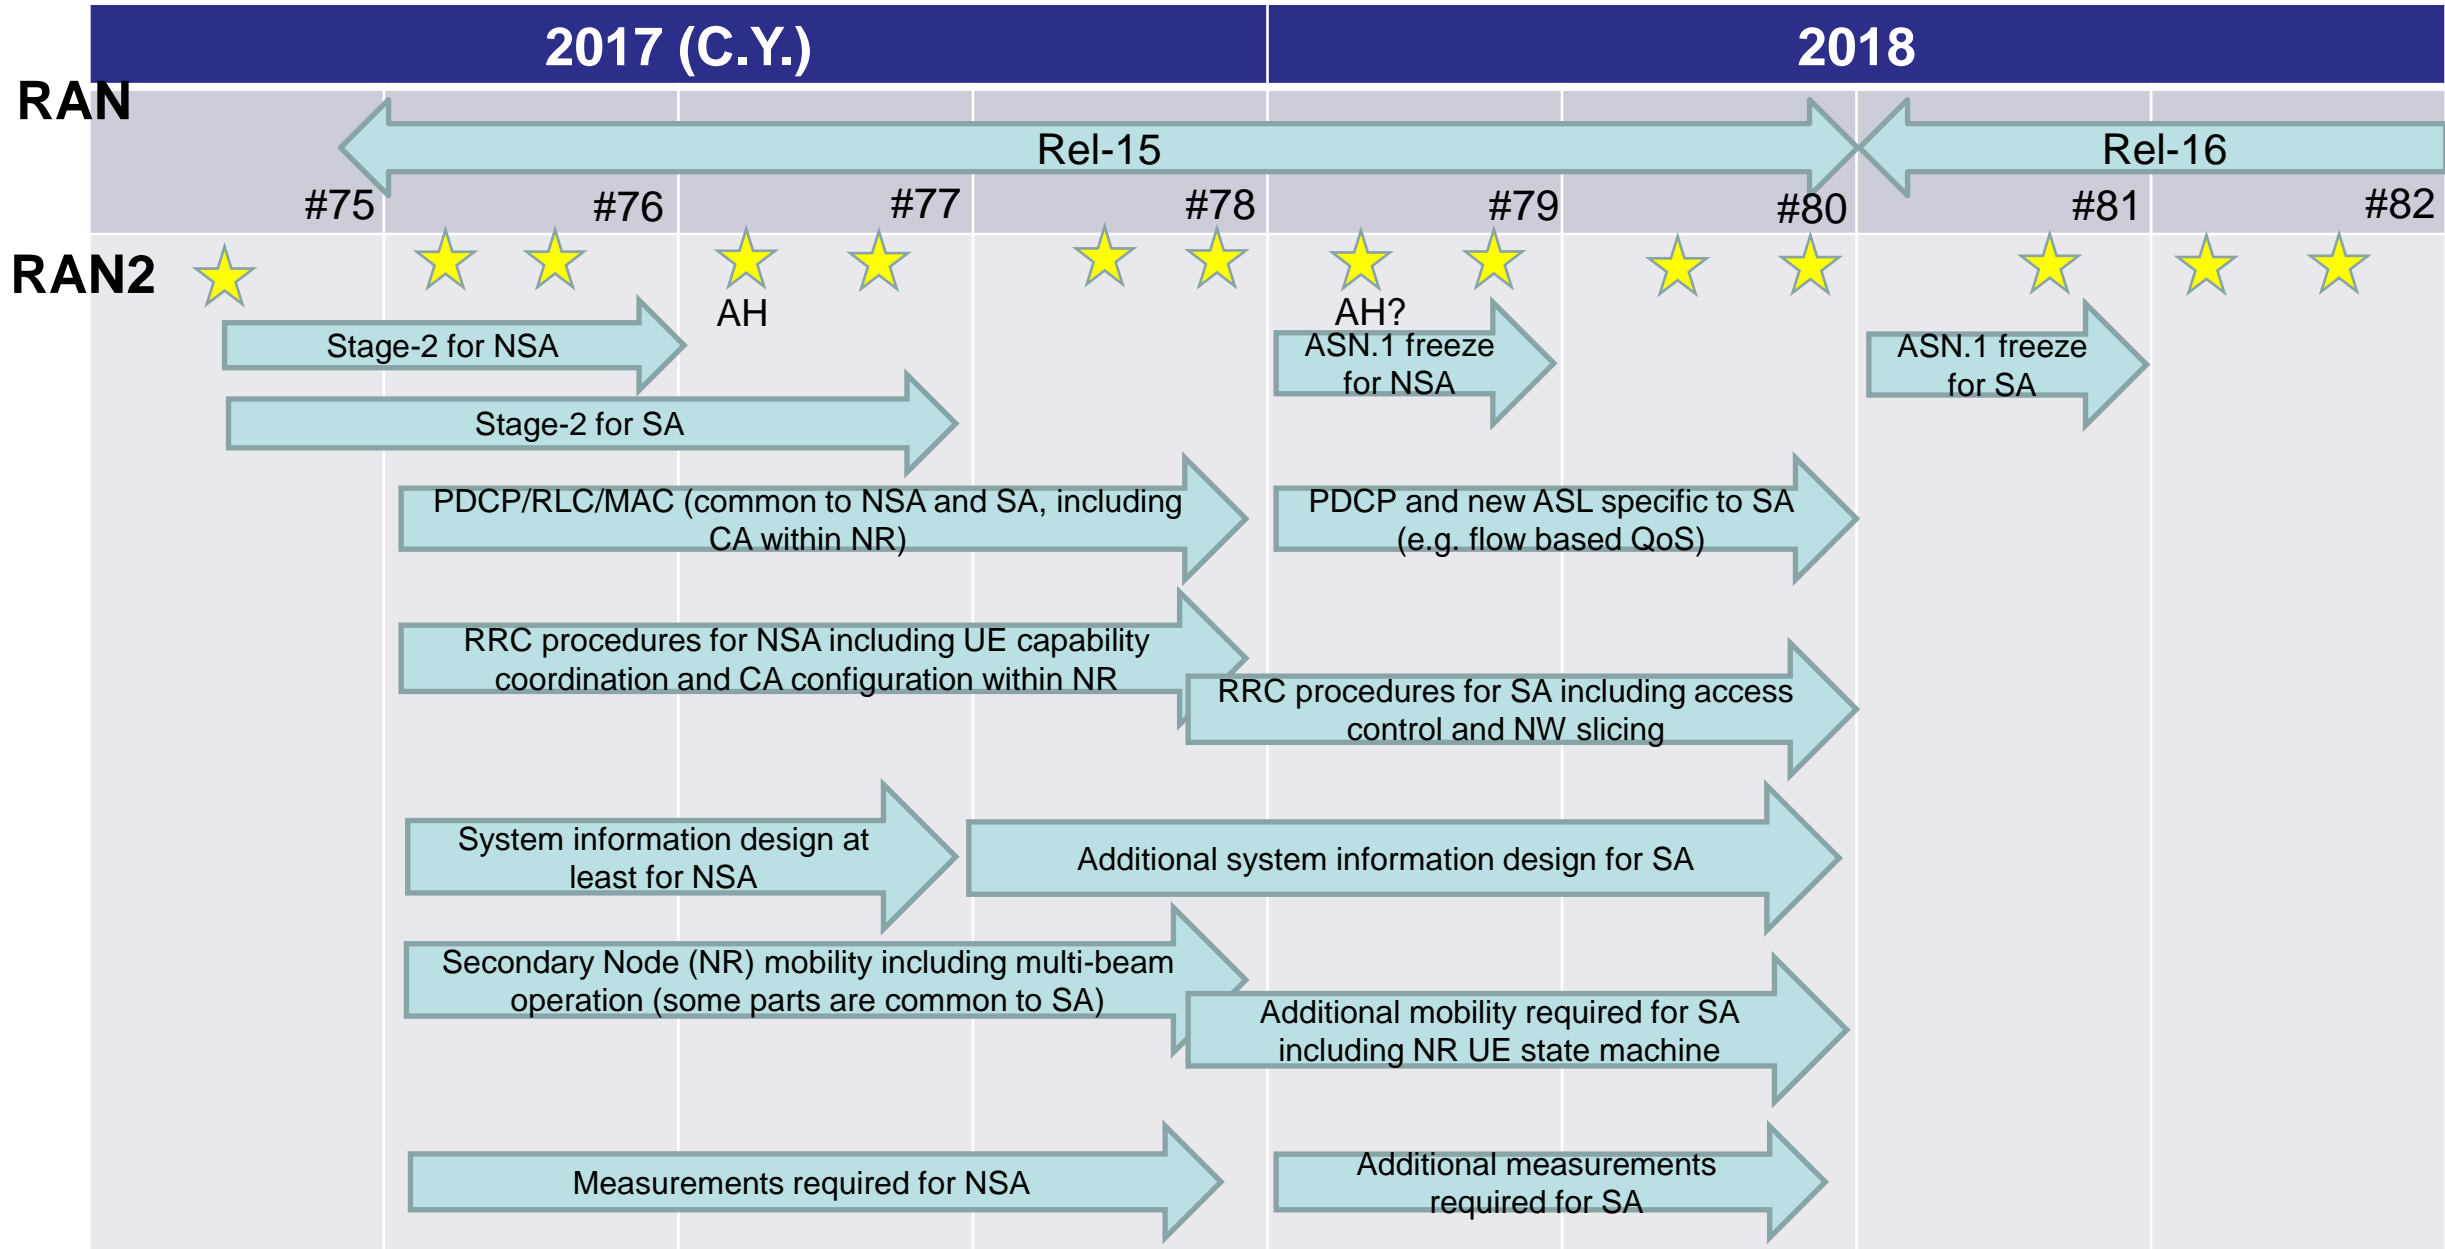 2017 (C.Y.)
2018
RAN
Rel-15
Rel-16
#75
#76
#77
#78
#79
#80
#81
#82
RAN2
AH
AH?
Stage-2 for NSA
ASN.1 freeze
for NSA
ASN.1 freeze
for SA
Stage-2 for SA
PDCP/RLC/MAC (common to NSA and SA, including
CA within NR)
PDCP and new ASL specific to SA
(e.g. flow based QoS)
RRC procedures for NSA including UE capability
coordination and CA configuration within NR
RRC procedures for SA including access
control and NW slicing
System information design at
least for NSA
Additional system information design for SA
Secondary Node (NR) mobility including multi-beam
operation (some parts are common to SA)
Additional mobility required for SA
including NR UE state machine
Measurements required for NSA
Additional measurements
required for SA